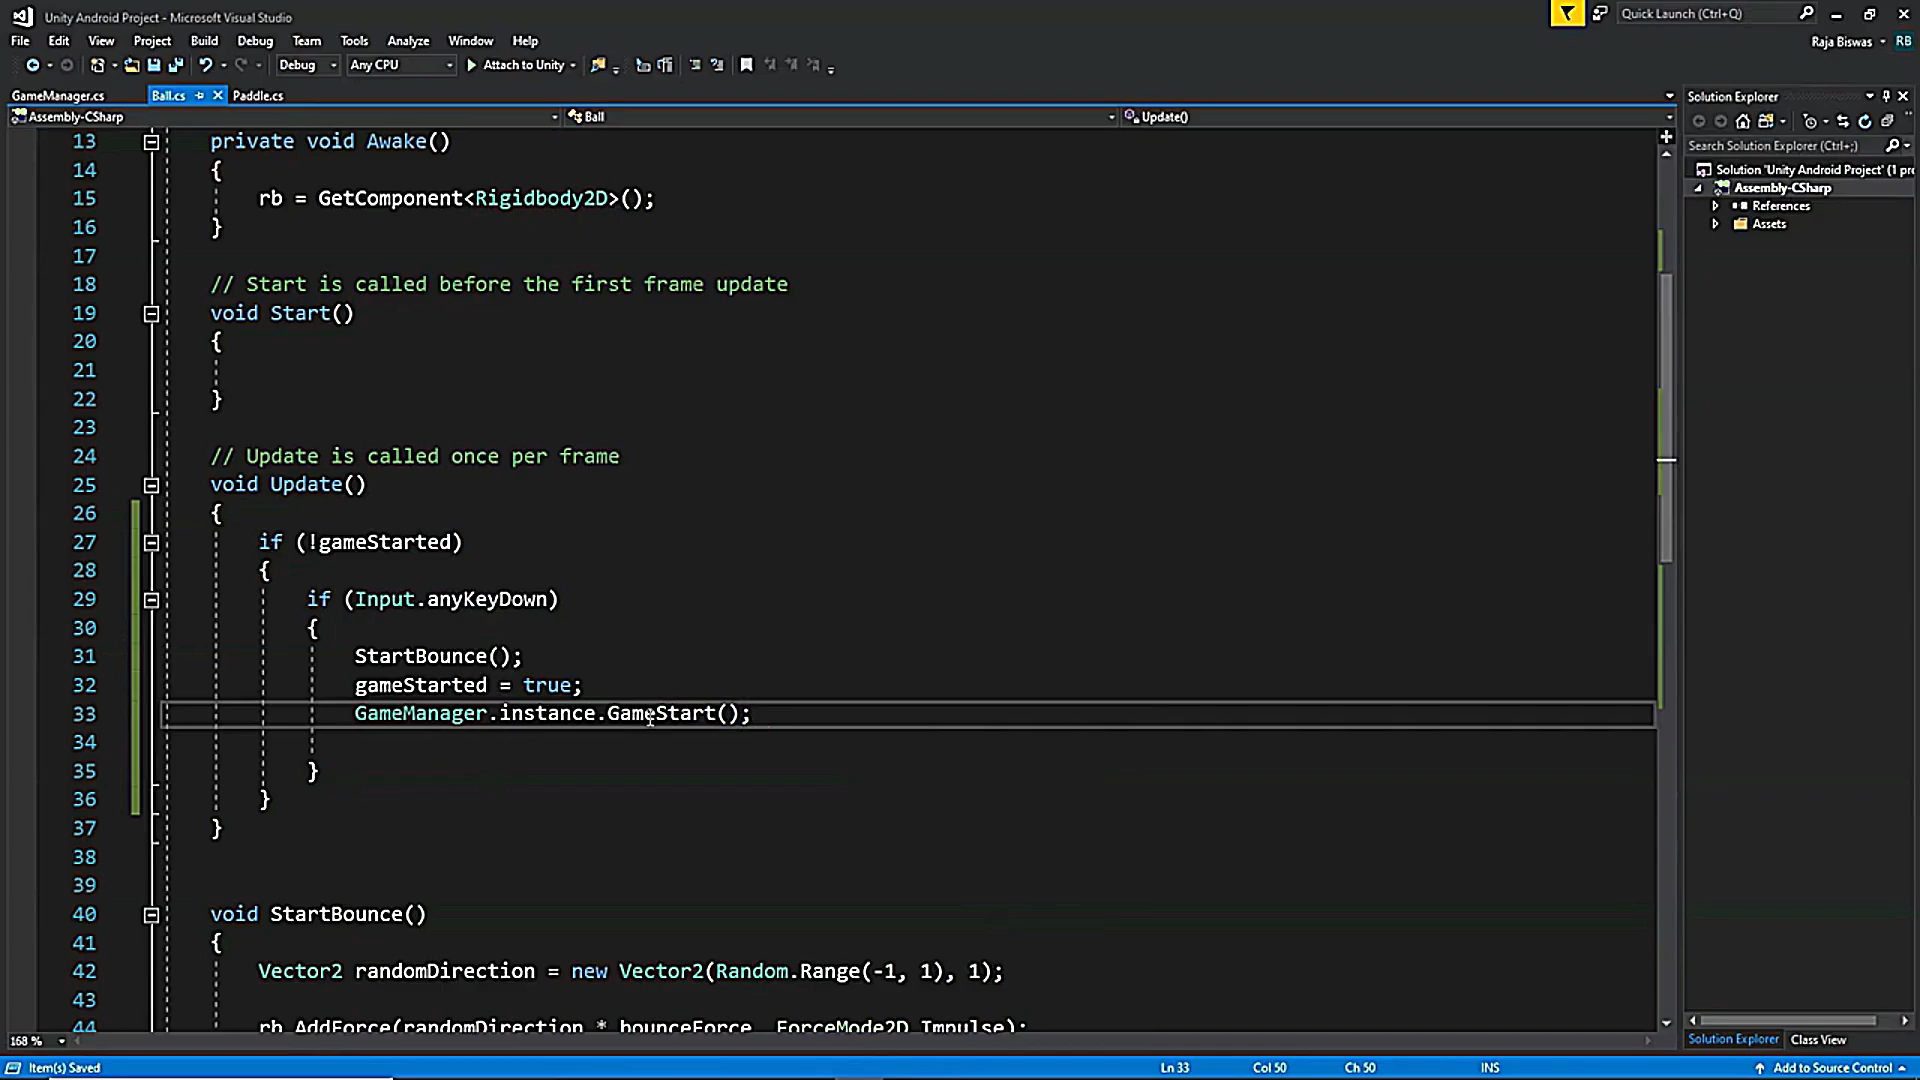 Unity Android Project - Microsoft Visual Studio
Quick Launch (Ctrl+Q)
File Edit View Project Build Debug Team Tools Analyze Window Help
Raja Biswas RB
Debug Any CPU Attach to Unity
GameManager.cs Ball.cs Paddle.cs
Solution Explorer
Assembly-CSharp Ball Update()
Search Solution Explorer (Ctrl+;)
Solution 'Unity Android Project' (1 pr
Assembly-CSharp
References
Assets
13 private void Awake()
14 {
15 rb = GetComponent<Rigidbody2D>();
16 }
17
18 // Start is called before the first frame update
19 void Start()
20 {
21
22 }
23
24 // Update is called once per frame
25 void Update()
26 {
27 if (!gameStarted)
28 {
29 if (Input.anyKeyDown)
30 {
31 StartBounce();
32 gameStarted = true;
33 GameManager.instance.GameStart();
34
35 }
36 }
37 }
38
39
40 void StartBounce()
41 {
42 Vector2 randomDirection = new Vector2(Random.Range(-1, 1), 1);
43
44 rb.AddForce(randomDirection * bounceForce, ForceMode2D.Impulse);
168 %
Solution Explorer Class View
Item(s) Saved Ln 33 Col 50 Ch 50 INS Add to Source Control